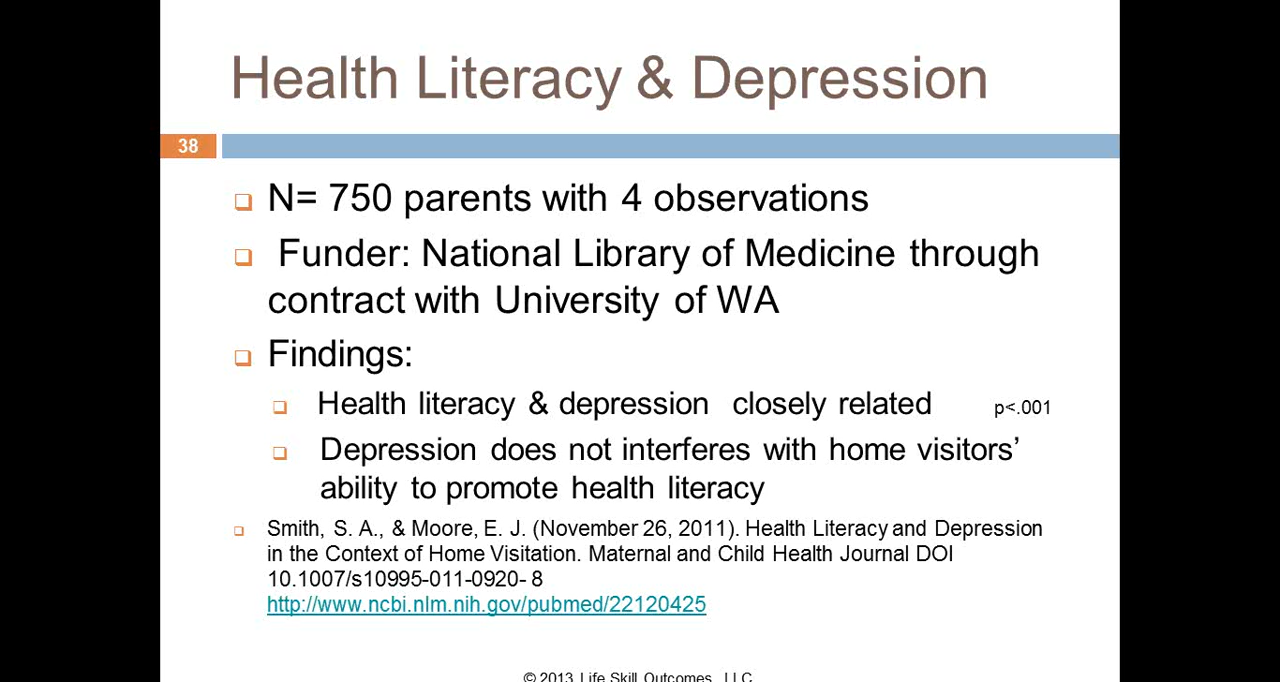 Health Literacy & Depression
38
N= 750 parents with 4 observations
Funder: National Library of Medicine through
contract with University of WA
Findings:
Health literacy & depression closely related p<.001
Depression does not interferes with home visitors’
ability to promote health literacy
Smith, S. A., & Moore, E. J. (November 26, 2011). Health Literacy and Depression
in the Context of Home Visitation. Maternal and Child Health Journal DOI
10.1007/s10995-011-0920- 8
http://www.ncbi.nlm.nih.gov/pubmed/22120425
© 2013 Life Skill Outcomes, LLC